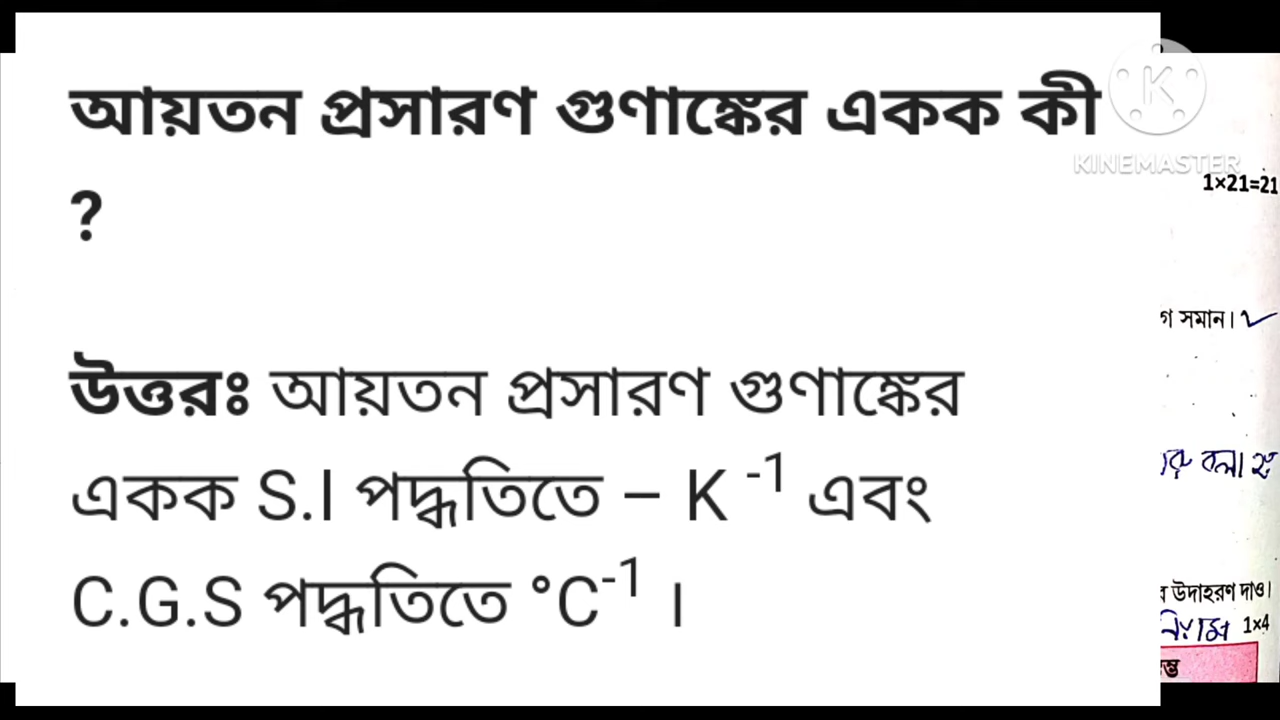 আয়তন প্রসারণ গুণাঙ্কের একক কী
?
KINEMASTER
1×21=21
গ সমান।
উত্তরঃ আয়তন প্রসারণ গুণাঙ্কের
একক S.I পদ্ধতিতে – K -1 এবং
C.G.S পদ্ধতিতে °C-1 ।
উদাহরণ দাও।
1×4